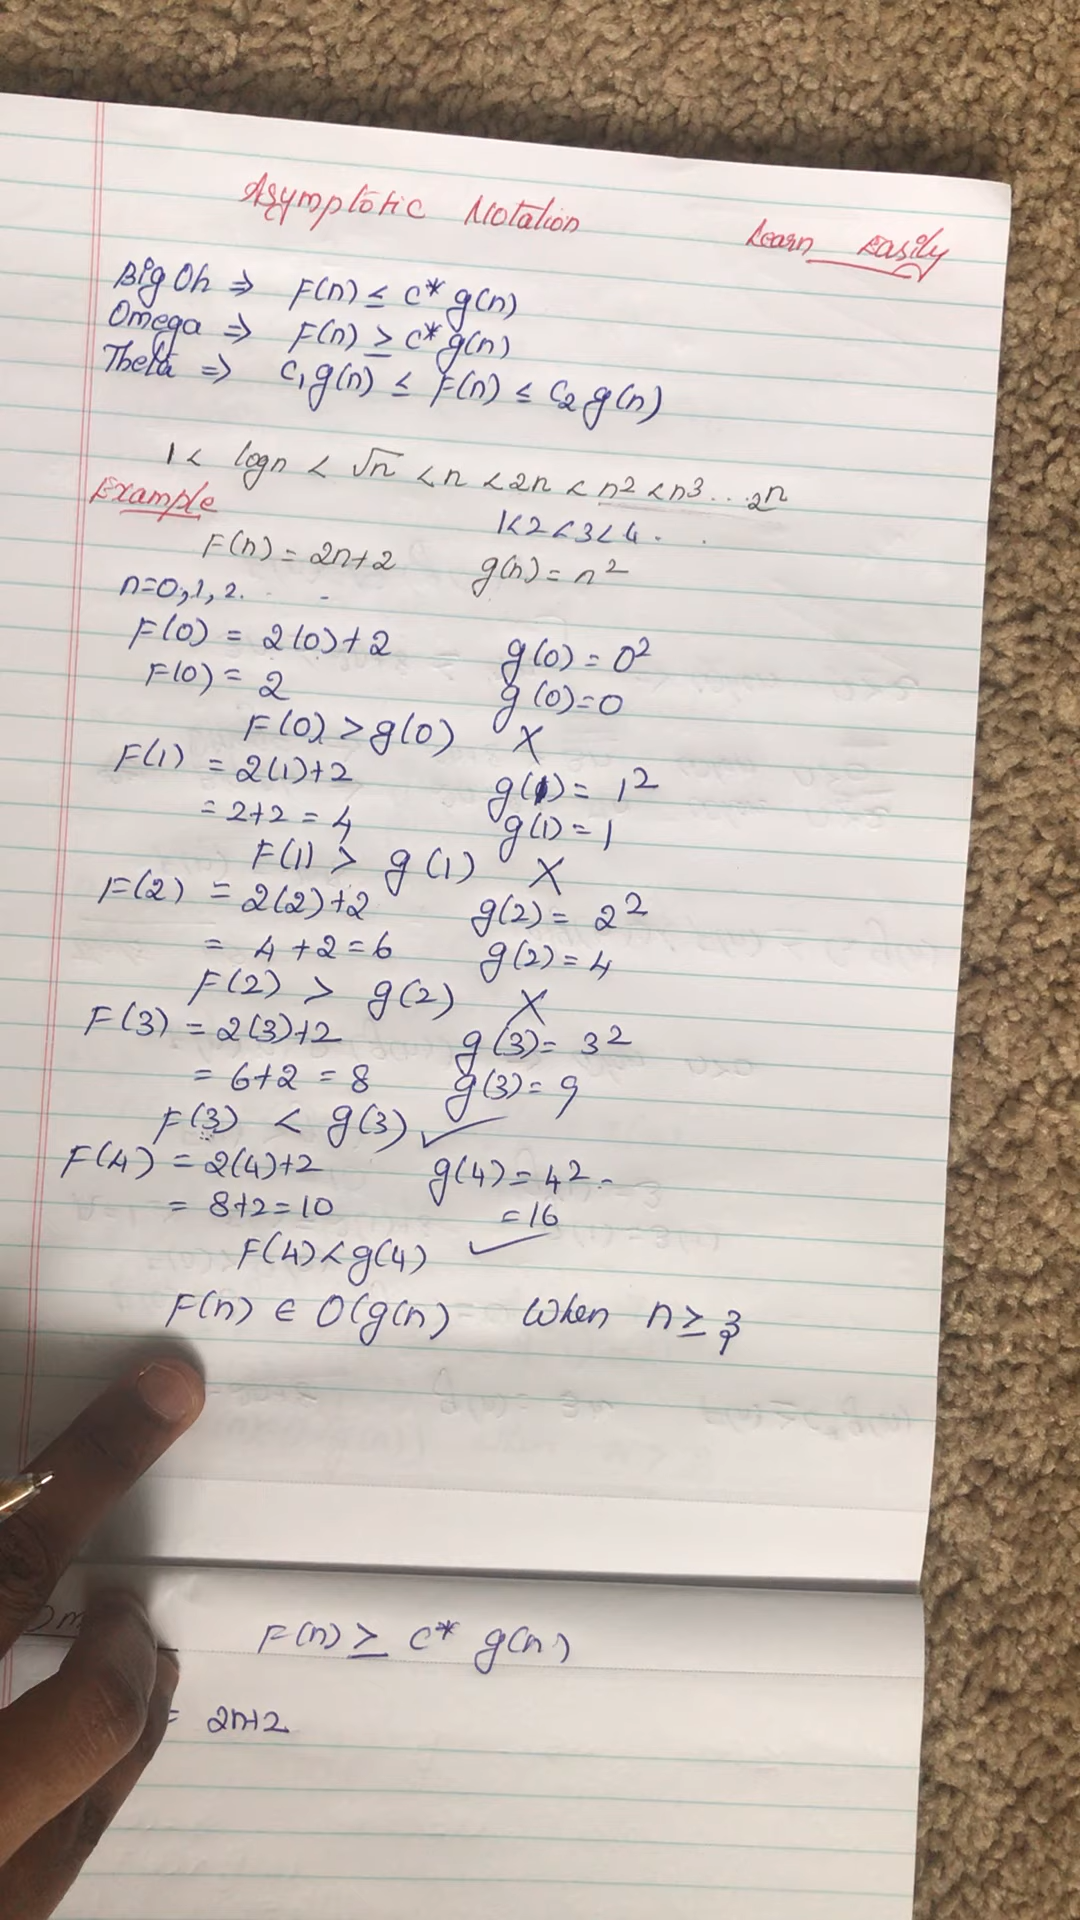 Asymptotic Notation
Learn Easily
Big Oh ⇒ F(n) ≤ c* g(n)
Omega ⇒ F(n) ≥ c* g(n)
Theta ⇒ C₁g(n) ≤ F(n) ≤ C₂ g(n)
1 < logn < √n < n < 2n < n² < n³ ... 2ⁿ
Example
1<2<3<4 . .
F(n) = 2n+2 g(n) = n²
n=0,1,2. . .
F(0) = 2(0)+2 g(0) = 0²
F(0) = 2 g(0)=0
F(0) > g(0) X
F(1) = 2(1)+2 g(1) = 1²
= 2+2 = 4 g(1) = 1
F(1) > g(1) X
F(2) = 2(2)+2 g(2) = 2²
= 4+2=6 g(2)=4
F(2) > g(2) X
F(3) = 2(3)+2 g(3)= 3²
= 6+2 = 8 g(3)=9
F(3) < g(3) ✓
F(4) = 2(4)+2 g(4)=4²
= 8+2=10 =16
F(4)<g(4) ✓
F(n) ∈ O(g(n) When n ≥ 3
F(n) ≥ c* g(n)
= 2n+2